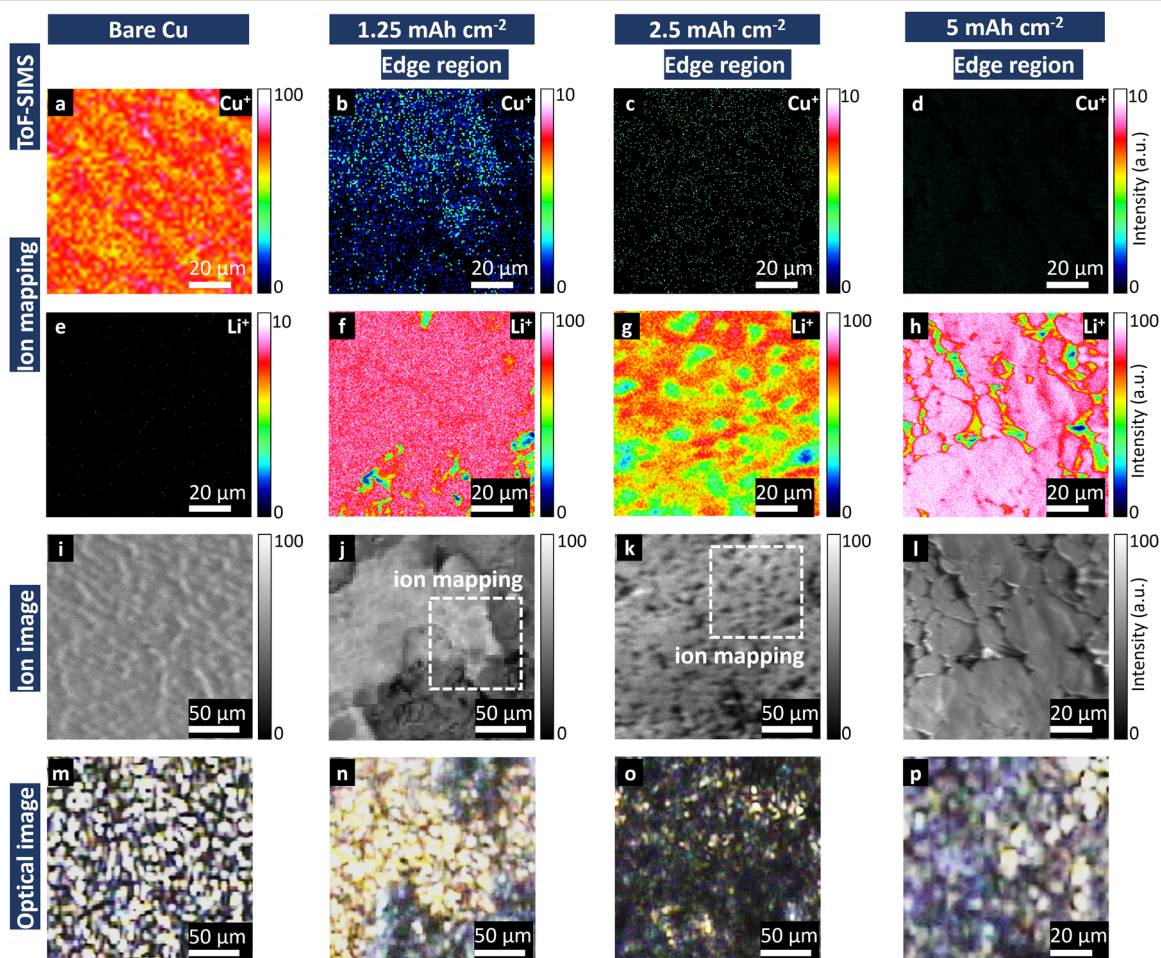 Bare Cu
1.25 mAh cm⁻²
2.5 mAh cm⁻²
5 mAh cm⁻²
Edge region
Edge region
Edge region
ToF-SIMS
Ion mapping
a
Cu⁺
20 µm
100
0
b
Cu⁺
20 µm
10
0
c
Cu⁺
20 µm
10
0
d
Cu⁺
20 µm
10
0
Intensity (a.u.)
e
Li⁺
20 µm
10
0
f
Li⁺
20 µm
100
0
g
Li⁺
20 µm
100
0
h
Li⁺
20 µm
100
0
Intensity (a.u.)
Ion image
i
50 µm
100
0
j
ion mapping
50 µm
100
0
k
ion mapping
50 µm
100
0
l
20 µm
100
0
Intensity (a.u.)
Optical image
m
50 µm
n
50 µm
o
50 µm
p
20 µm